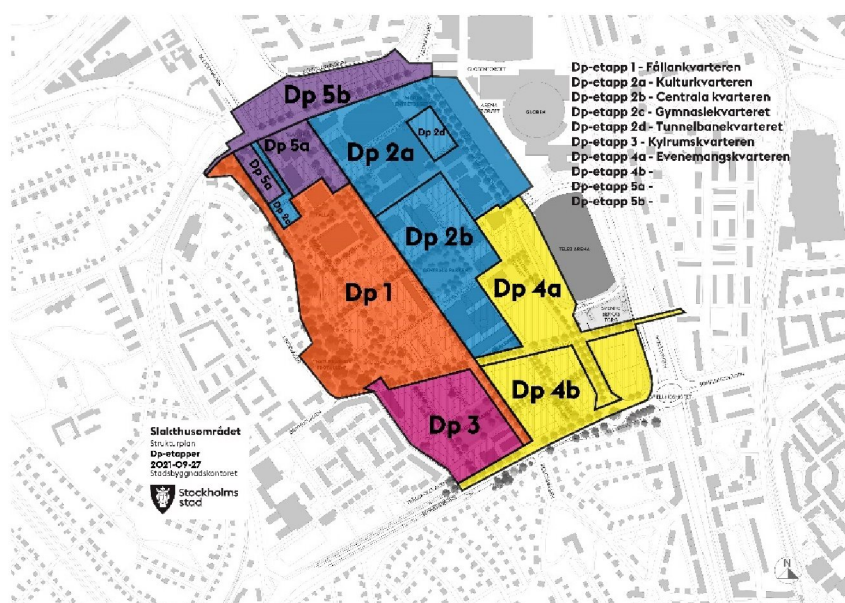 Dp-etapp 1 - Fållankvarteren
Dp-etapp 2a - Kulturkvarteren
Dp-etapp 2b - Centrala kvarteren
Dp-etapp 2c - Gymnasiekvarteret
Dp-etapp 2d - Tunnelbanekvarteret
Dp-etapp 3 - Kylrumskvarteren
Dp-etapp 4a - Evenemangskvarteren
Dp-etapp 4b -
Dp-etapp 5a -
Dp-etapp 5b -
Dp 5b
Dp 5a
Dp 2a
Dp 2d
Dp 5a
Dp 2b
Dp 1
Dp 4a
Dp 4b
Dp 3
GLOBEN
TELE2 ARENA
Slakthusområdet
Strukturplan
Dp-etapper
2021-09-27
Stadsbyggnadskontoret
Stockholms
stad
N